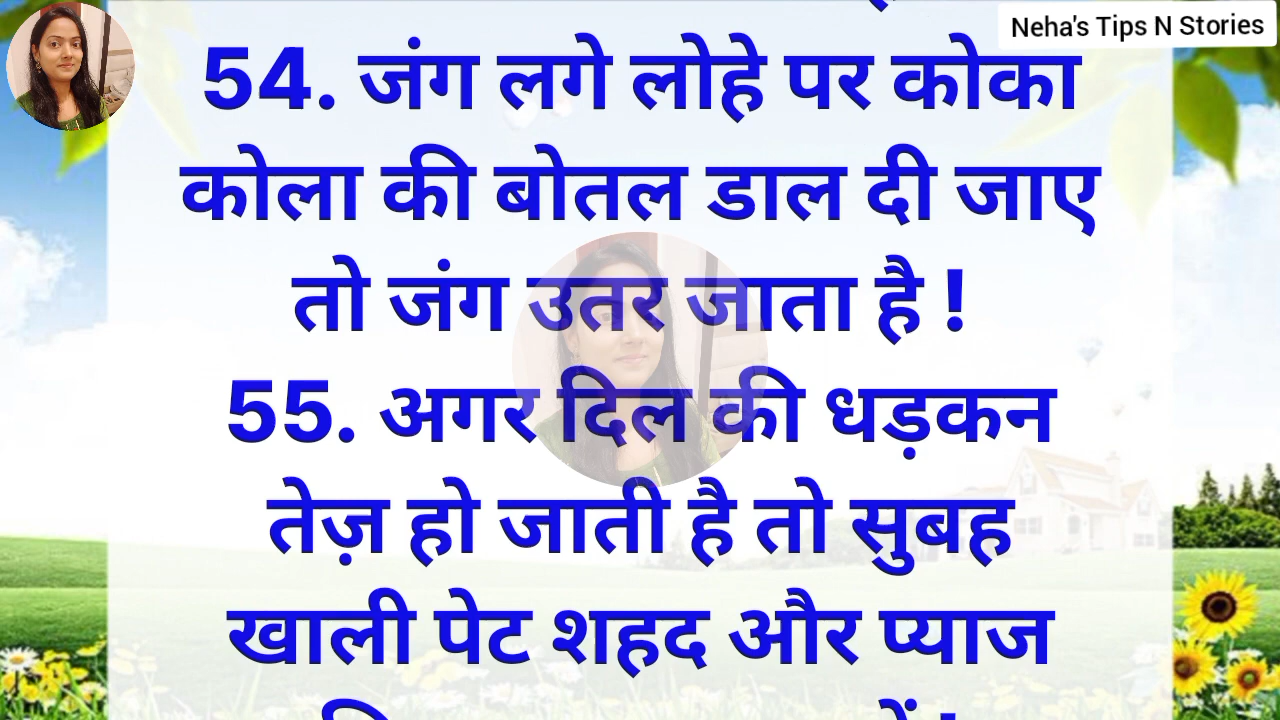 Neha's Tips N Stories
54. जंग लगे लोहे पर कोका
कोला की बोतल डाल दी जाए
तो जंग उतर जाता है !
55. अगर दिल की धड़कन
तेज़ हो जाती है तो सुबह
खाली पेट शहद और प्याज